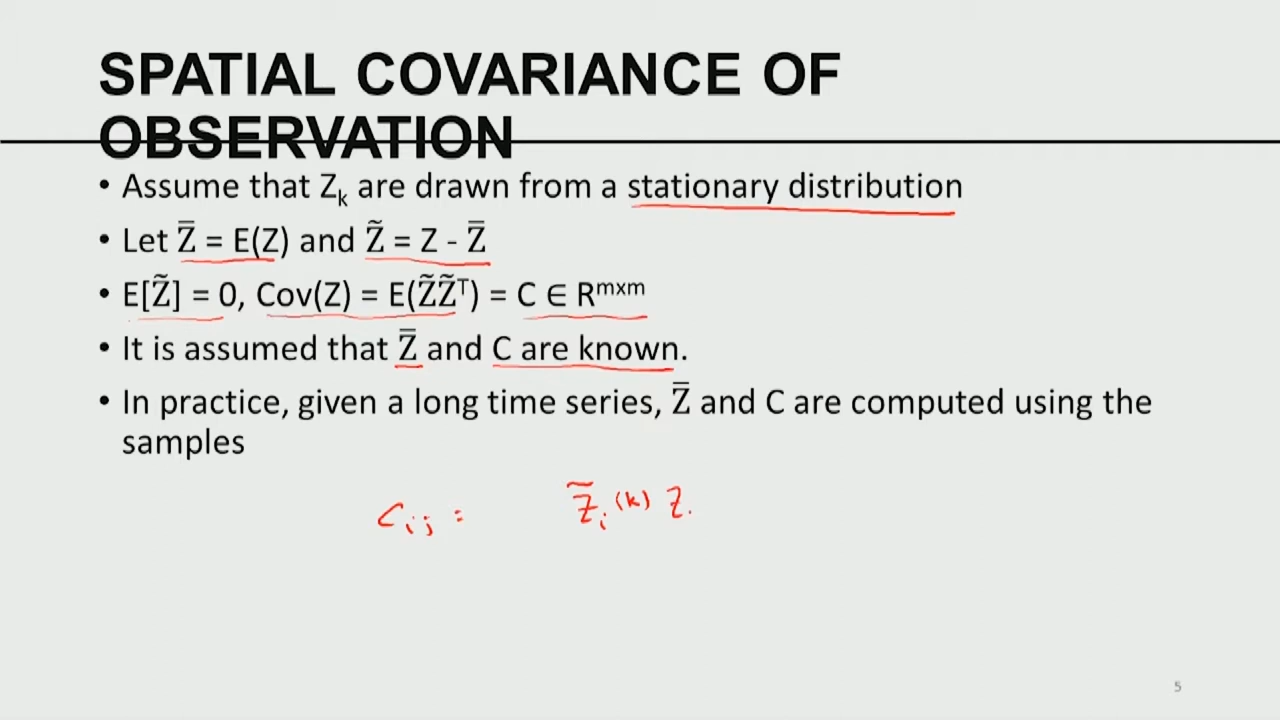 SPATIAL COVARIANCE OF
OBSERVATION
• Assume that Zₖ are drawn from a stationary distribution
• Let Z̿ = E(Z) and Z̃ = Z - Z̿
• E[Z̃] = 0, Cov(Z) = E(Z̃Z̃ᵀ) = C ∈ Rᵐˣᵐ
• It is assumed that Z̿ and C are known.
• In practice, given a long time series, Z̿ and C are computed using the
samples
Cᵢⱼ = Z̃ᵢ⁽ᵏ⁾ Z
5